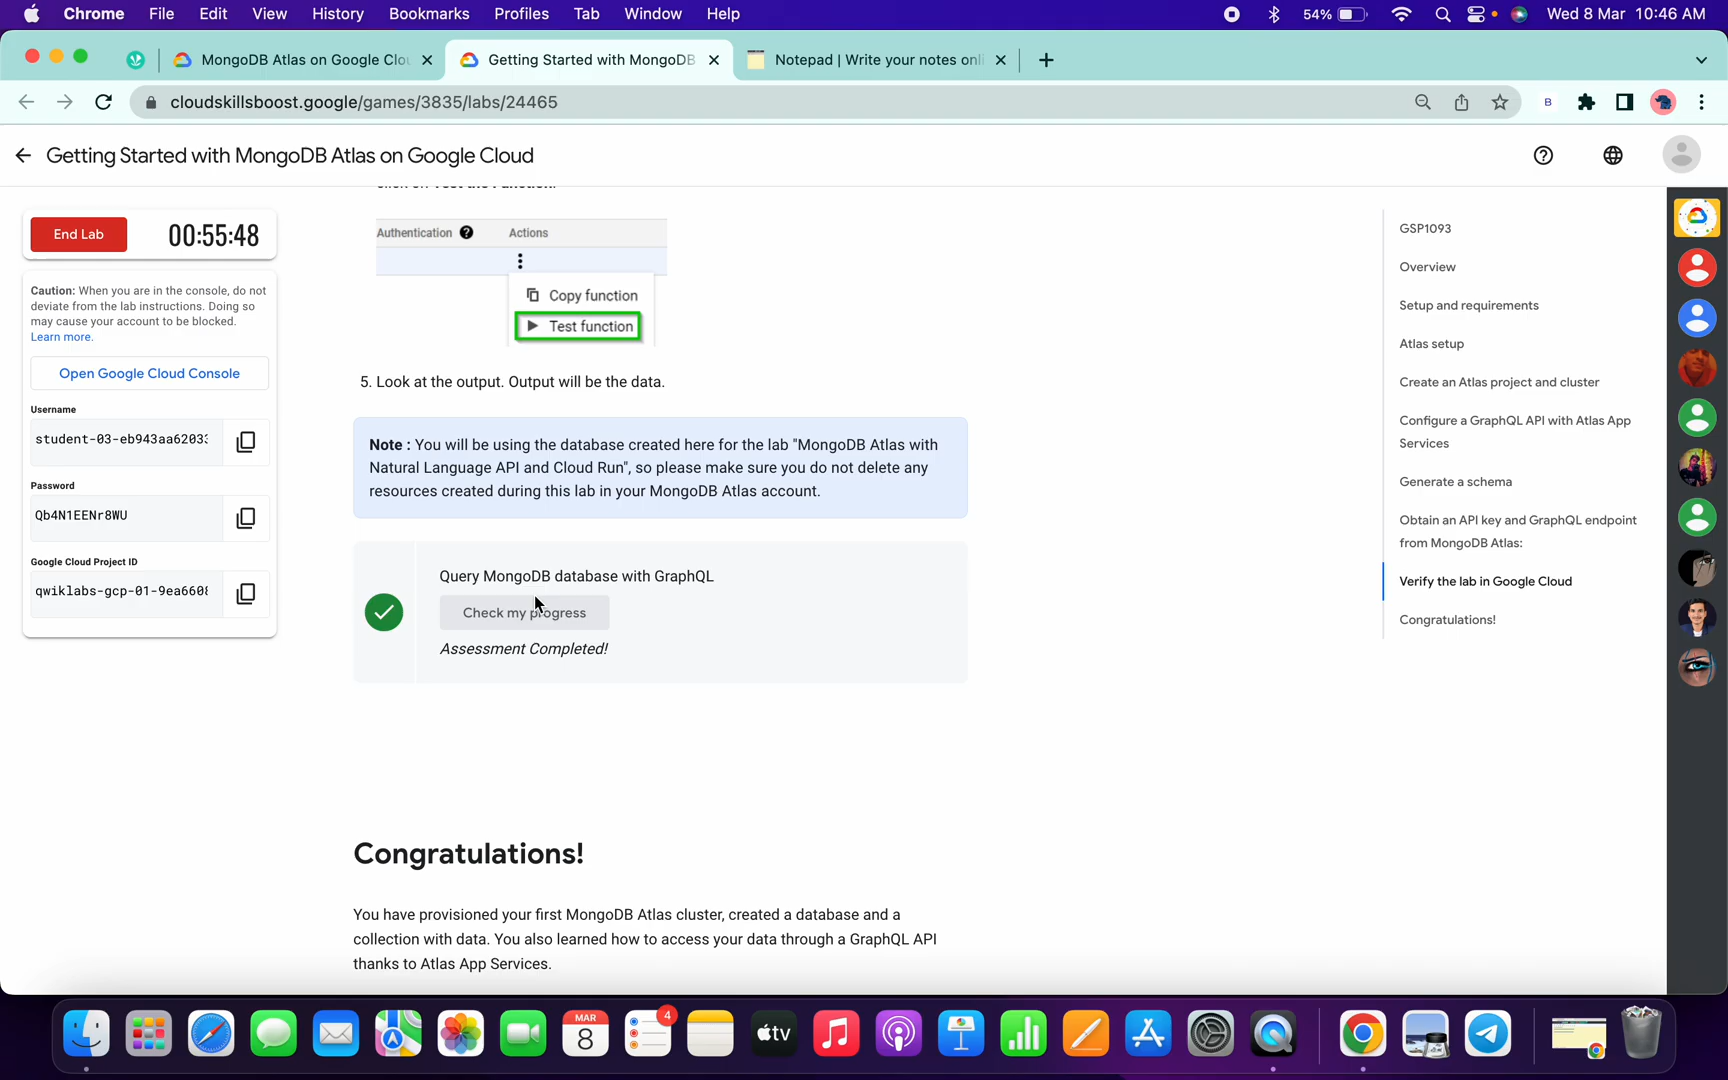 Chrome File Edit View History Bookmarks Profiles Tab Window Help 54% Wed 8 Mar 10:46 AM
MongoDB Atlas on Google Clo Getting Started with MongoDB Notepad | Write your notes onli
cloudskillsboost.google/games/3835/labs/24465 B
Getting Started with MongoDB Atlas on Google Cloud
End Lab 00:55:48
Caution: When you are in the console, do not
deviate from the lab instructions. Doing so
may cause your account to be blocked.
Learn more.
Open Google Cloud Console
Username
student-03-eb943aa6203
Password
Qb4N1EENr8WU
Google Cloud Project ID
qwiklabs-gcp-01-9ea660
Authentication Actions
Copy function
Test function
5. Look at the output. Output will be the data.
Note : You will be using the database created here for the lab "MongoDB Atlas with
Natural Language API and Cloud Run", so please make sure you do not delete any
resources created during this lab in your MongoDB Atlas account.
Query MongoDB database with GraphQL
Check my progress
Assessment Completed!
Congratulations!
You have provisioned your first MongoDB Atlas cluster, created a database and a
collection with data. You also learned how to access your data through a GraphQL API
thanks to Atlas App Services.
GSP1093
Overview
Setup and requirements
Atlas setup
Create an Atlas project and cluster
Configure a GraphQL API with Atlas App
Services
Generate a schema
Obtain an API key and GraphQL endpoint
from MongoDB Atlas:
Verify the lab in Google Cloud
Congratulations!
MAR
8
4
tv